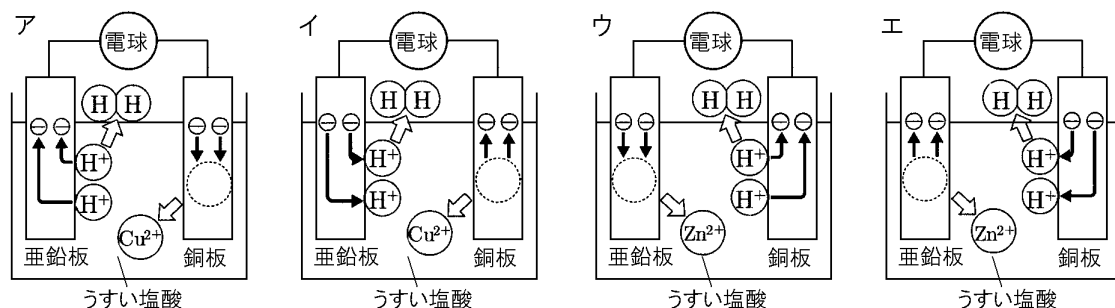 ア
電球
H H
H⁺
H⁺
Cu²⁺
亜鉛板
銅板
うすい塩酸
イ
電球
H H
H⁺
H⁺
Cu²⁺
亜鉛板
銅板
うすい塩酸
ウ
電球
H H
H⁺
H⁺
Zn²⁺
亜鉛板
銅板
うすい塩酸
エ
電球
H H
H⁺
H⁺
Zn²⁺
亜鉛板
銅板
うすい塩酸